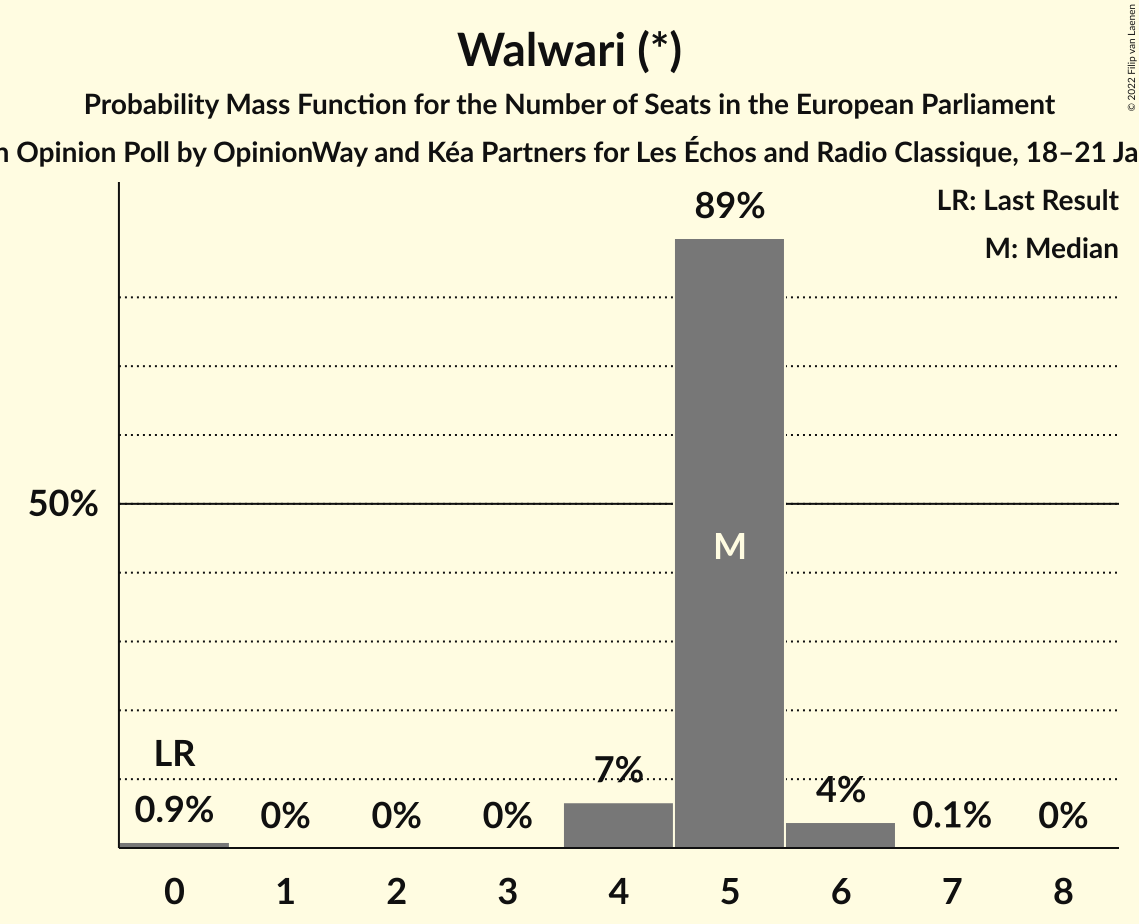 Walwari (*)
Probability Mass Function for the Number of Seats in the European Parliament
n Opinion Poll by OpinionWay and Kéa Partners for Les Échos and Radio Classique, 18–21 Ja
© 2022 Filip van Laenen
LR: Last Result
M: Median
89%
50%
M
LR
0.9%
0%
0%
0%
7%
4%
0.1%
0%
0
1
2
3
4
5
6
7
8